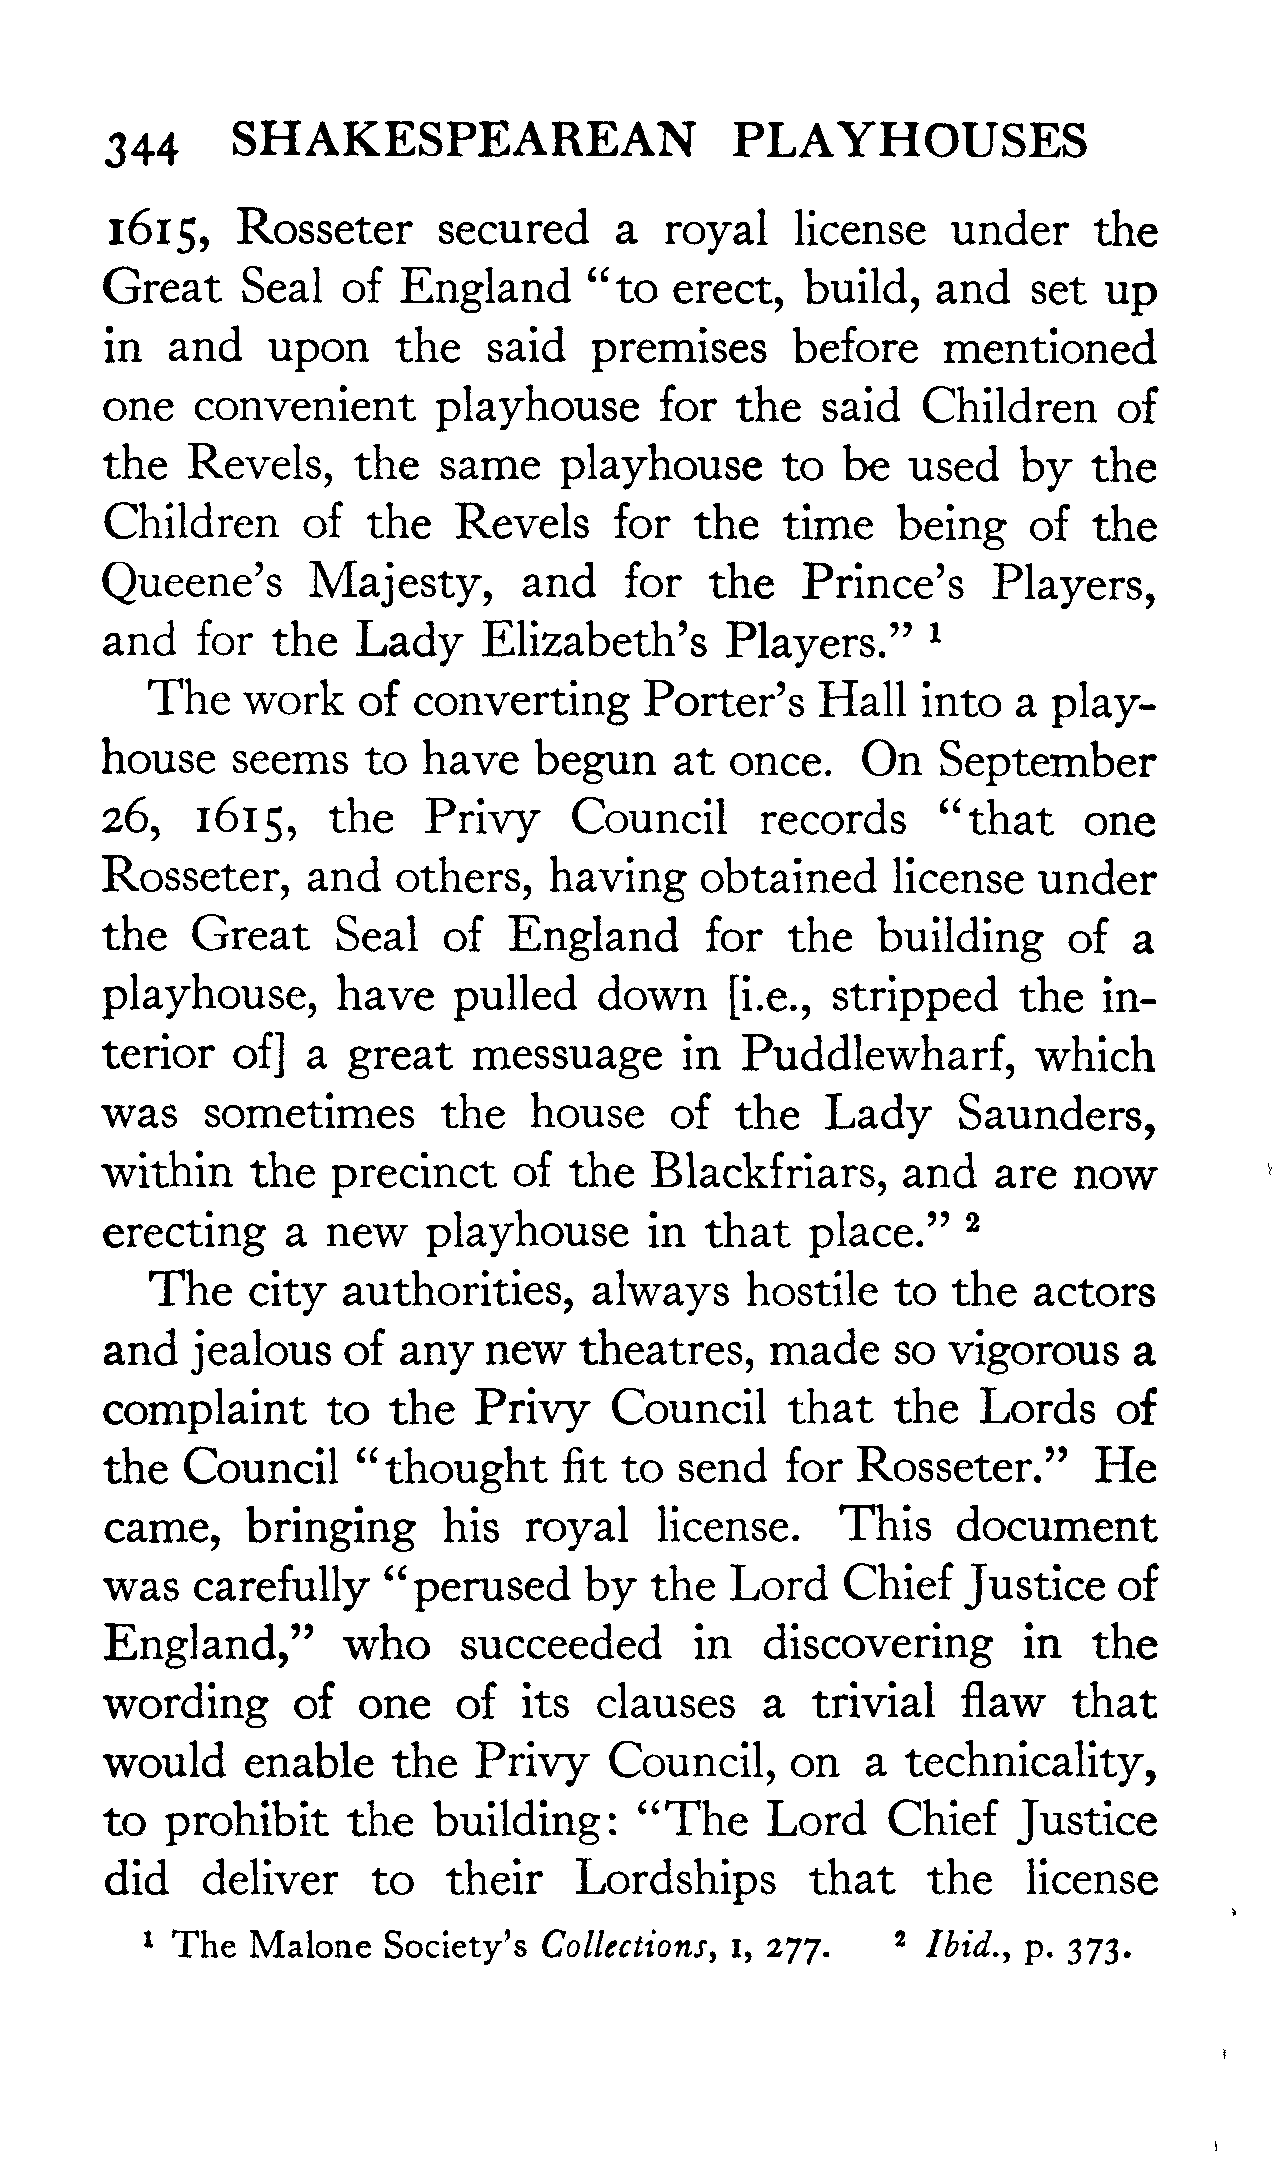 344 SHAKESPEAREAN PLAYHOUSES
1615, Rosseter secured a royal license under the
Great Seal of England “to erect, build, and set up
in and upon the said premises before mentioned
one convenient playhouse for the said Children of
the Revels, the same playhouse to be used by the
Children of the Revels for the time being of the
Queene’s Majesty, and for the Prince’s Players,
and for the Lady Elizabeth’s Players.” ¹
The work of converting Porter’s Hall into a play-
house seems to have begun at once. On September
26, 1615, the Privy Council records “that one
Rosseter, and others, having obtained license under
the Great Seal of England for the building of a
playhouse, have pulled down [i.e., stripped the in-
terior of] a great messuage in Puddlewharf, which
was sometimes the house of the Lady Saunders,
within the precinct of the Blackfriars, and are now
erecting a new playhouse in that place.” ²
The city authorities, always hostile to the actors
and jealous of any new theatres, made so vigorous a
complaint to the Privy Council that the Lords of
the Council “thought fit to send for Rosseter.” He
came, bringing his royal license. This document
was carefully “perused by the Lord Chief Justice of
England,” who succeeded in discovering in the
wording of one of its clauses a trivial flaw that
would enable the Privy Council, on a technicality,
to prohibit the building: “The Lord Chief Justice
did deliver to their Lordships that the license
¹ The Malone Society’s Collections, I, 277. ² Ibid., p. 373.